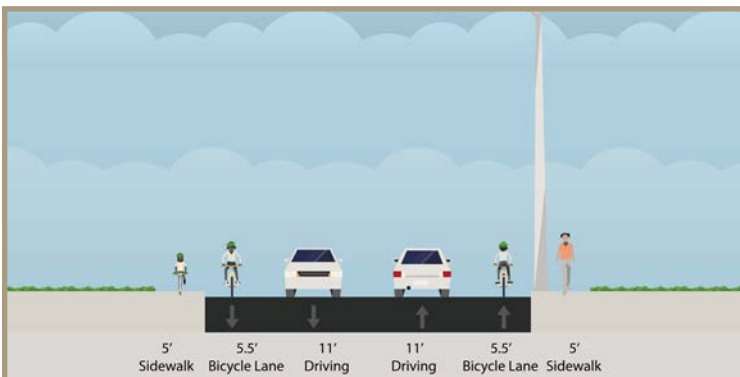 5' 5.5' 11' 11' 5.5' 5'
Sidewalk Bicycle Lane Driving Driving Bicycle Lane Sidewalk